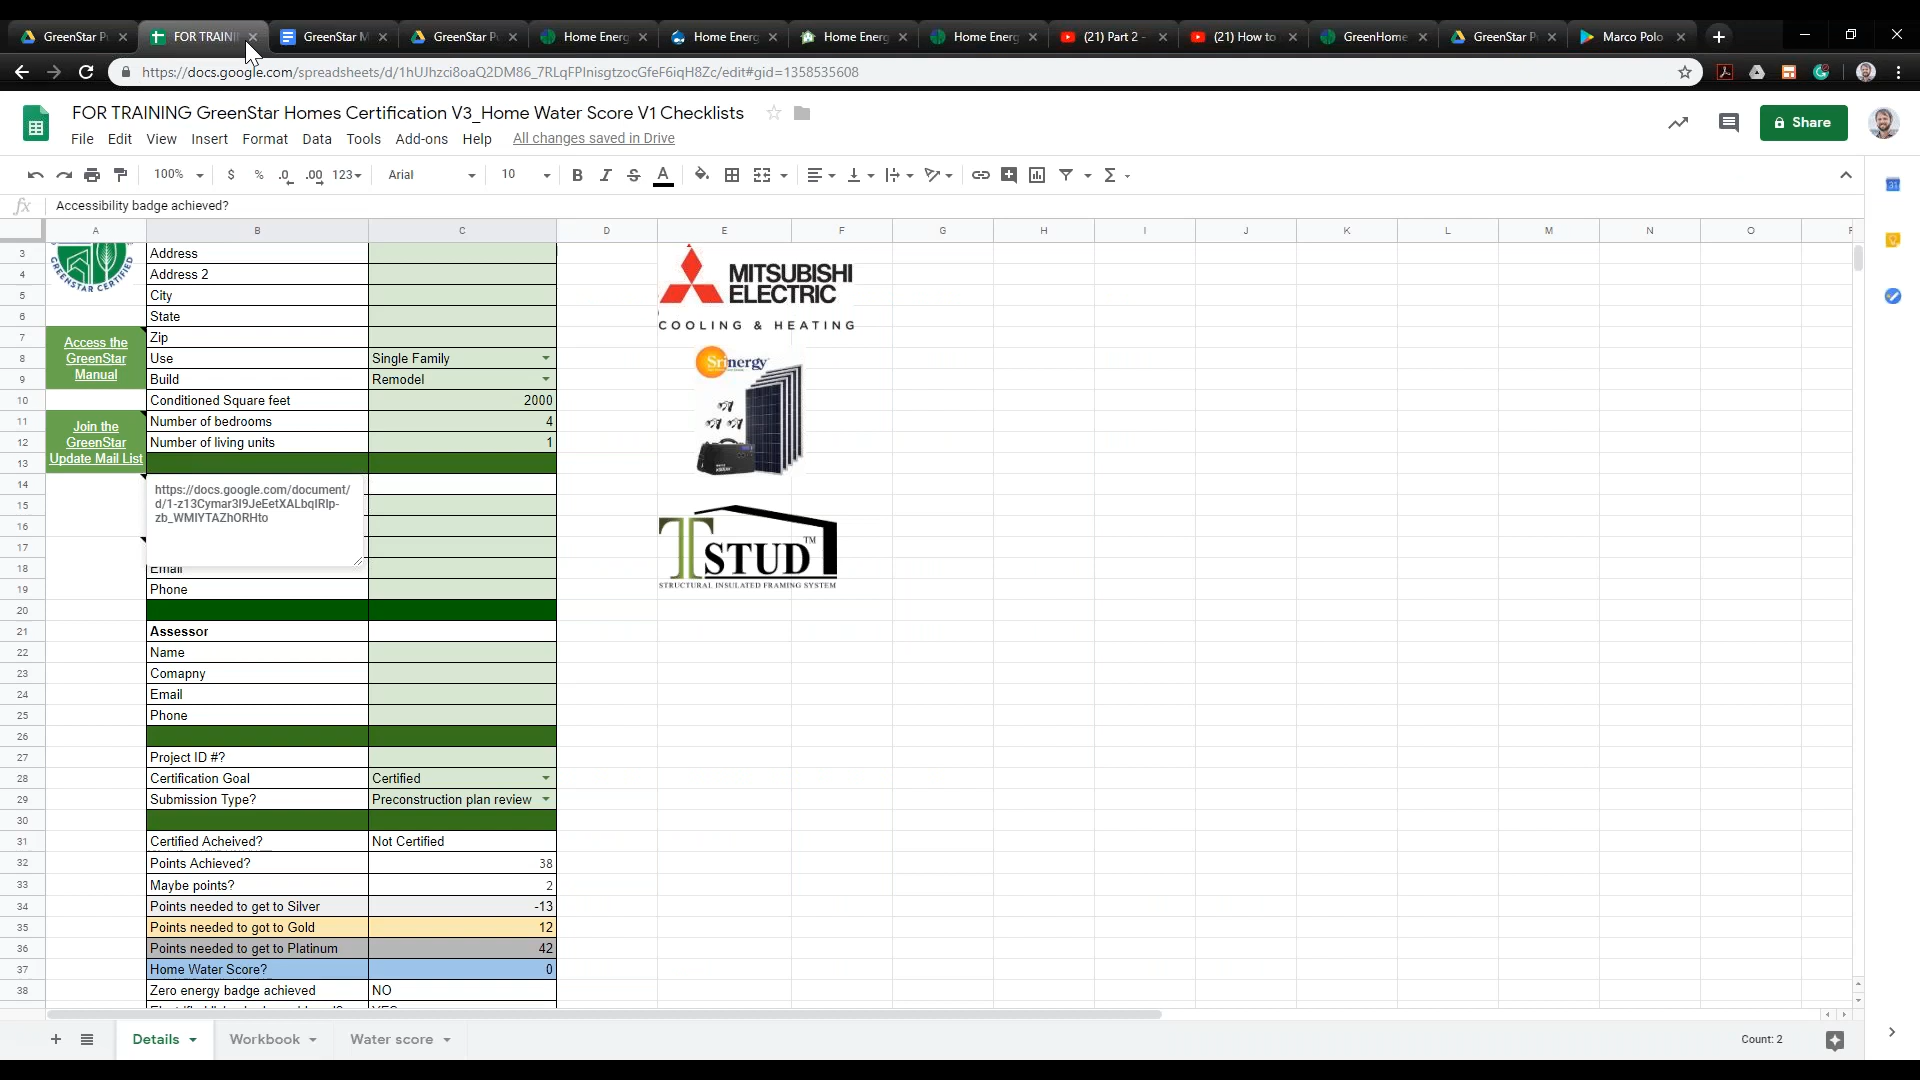 GreenStar P
FOR TRAINI
GreenStar M
GreenStar Pu
Home Energ
Home Energ
Home Energ
Home Energ
(21) Part 2 -
(21) How to
GreenHome
GreenStar P
Marco Polo
https://docs.google.com/spreadsheets/d/1hUJhzci8oaQ2DM86_7RLqFPInisgtzocGfeF6iqH8Zc/edit#gid=1358535608
FOR TRAINING GreenStar Homes Certification V3_Home Water Score V1 Checklists
File Edit View Insert Format Data Tools Add-ons Help All changes saved in Drive
Share
100% $ % .0 .00 123 Arial 10 B I S A Σ
fx Accessibility badge achieved?
A B C D E F G H I J K L M N O
3 Address
4 Address 2
5 City
6 State
7 Zip
8 Use Single Family
9 Build Remodel
10 Conditioned Square feet 2000
11 Number of bedrooms 4
12 Number of living units 1
13
14
15
16
17
18 Email
19 Phone
20
21 Assessor
22 Name
23 Comapny
24 Email
25 Phone
26
27 Project ID #?
28 Certification Goal Certified
29 Submission Type? Preconstruction plan review
30
31 Certified Acheived? Not Certified
32 Points Achieved? 38
33 Maybe points? 2
34 Points needed to get to Silver -13
35 Points needed to got to Gold 12
36 Points needed to get to Platinum 42
37 Home Water Score? 0
38 Zero energy badge achieved NO
GREENSTAR CERTIFIED
Access the
GreenStar
Manual
Join the
GreenStar
Update Mail List
https://docs.google.com/document/
d/1-z13Cymar3I9JeEetXALbqIRIp-
zb_WMIYTAZhORHto
MITSUBISHI
ELECTRIC
COOLING & HEATING
Srinergy
TSTUD™
STRUCTURAL INSULATED FRAMING SYSTEM
Details
Workbook
Water score
Count: 2